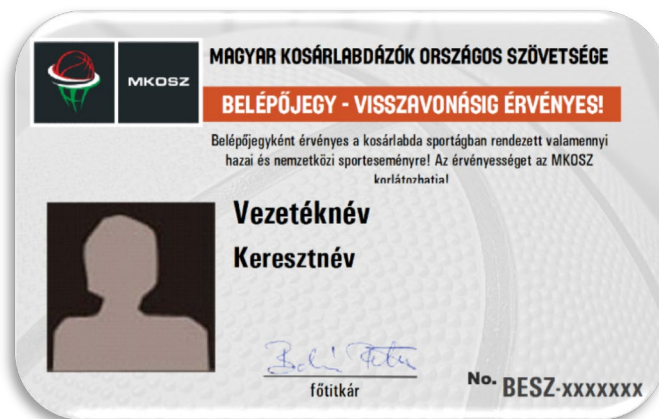 MKOSZ
MAGYAR KOSÁRLABDÁZÓK ORSZÁGOS SZÖVETSÉGE
BELÉPŐJEGY - VISSZAVONÁSIG ÉRVÉNYES!
Belépőjegyként érvényes a kosárlabda sportágban rendezett valamennyi
hazai és nemzetközi sporteseményre! Az érvényességet az MKOSZ
korlátozhatja!
Vezetéknév
Keresztnév
főtitkár
No. BESZ-xxxxxxx